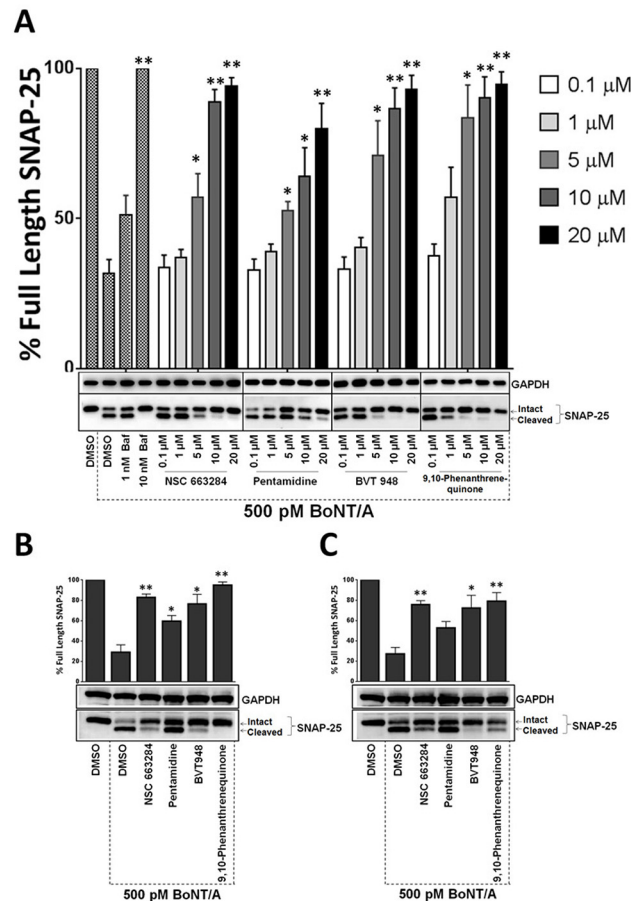 A
% Full Length SNAP-25
100
50
0
** * ** ** * * ** * ** ** * ** **
0.1 μM
1 μM
5 μM
10 μM
20 μM
GAPDH
Intact
Cleaved
SNAP-25
DMSO
DMSO
1 nM Baf
10 nM Baf
0.1 μM
1 μM
5 μM
10 μM
20 μM
0.1 μM
1 μM
5 μM
10 μM
20 μM
0.1 μM
1 μM
5 μM
10 μM
20 μM
0.1 μM
1 μM
5 μM
10 μM
20 μM
NSC 663284
Pentamidine
BVT 948
9,10-Phenanthrene-
quinone
500 pM BoNT/A
B
% Full Length SNAP-25
100
80
60
40
20
0
** * * **
GAPDH
Intact
Cleaved
SNAP-25
DMSO
DMSO
NSC 663284
Pentamidine
BVT948
9,10-Phenanthrenequinone
500 pM BoNT/A
C
% Full Length SNAP-25
100
80
60
40
20
0
** * **
GAPDH
Intact
Cleaved
SNAP-25
DMSO
DMSO
NSC 663284
Pentamidine
BVT948
9,10-Phenanthrenequinone
500 pM BoNT/A